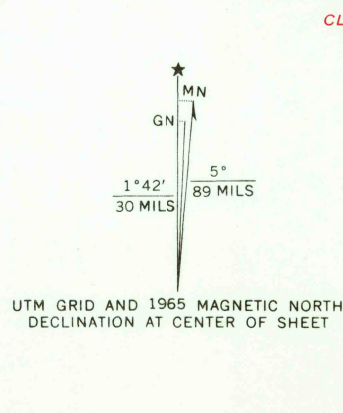 CL
MN
GN
1°42′
30 MILS
5°
89 MILS
UTM GRID AND 1965 MAGNETIC NORTH
DECLINATION AT CENTER OF SHEET